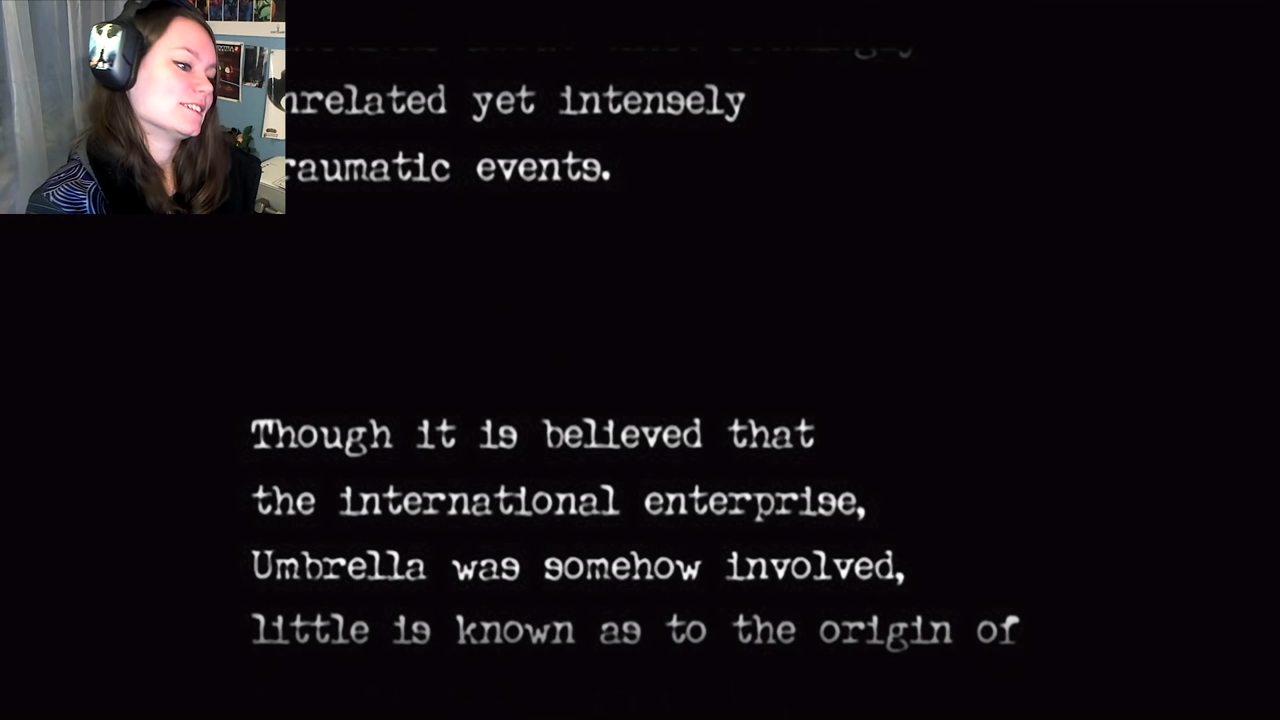 nrelated yet intensely
raumatic events.
Though it is believed that
the international enterprise,
Umbrella was somehow involved,
little is known as to the origin of